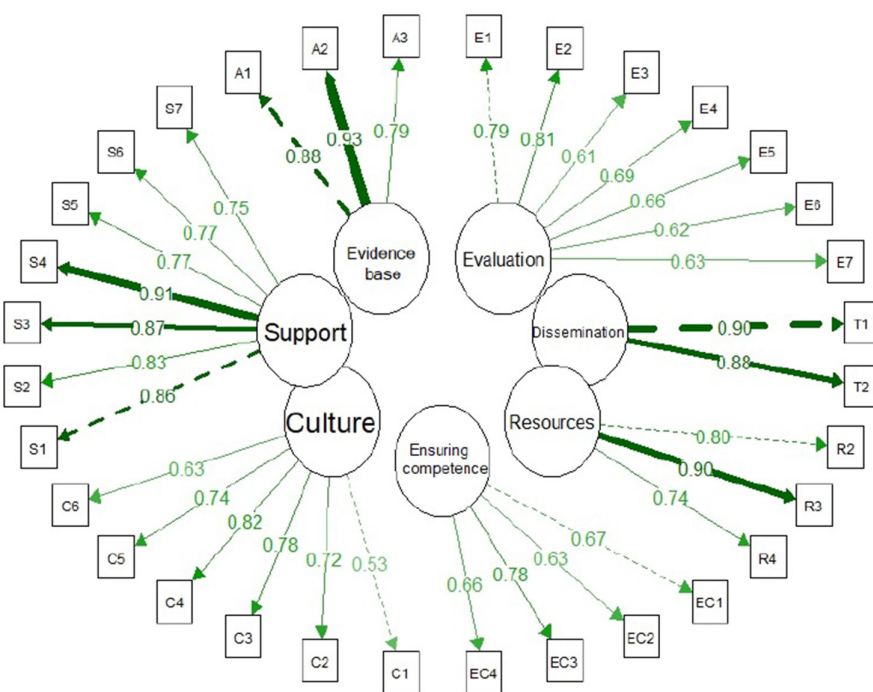 A3
E1
A2
E2
A1
E3
S7
E4
S6
E5
S5
E6
S4
E7
S3
T1
S2
T2
S1
R2
C6
R3
C5
R4
C4
EC1
C3
EC2
C2
EC3
C1
EC4
0.88
0.93
0.79
0.79
0.81
0.61
0.69
0.66
0.62
0.63
0.75
0.77
0.77
0.91
0.87
0.83
0.86
0.90
0.88
0.80
0.90
0.74
0.63
0.74
0.82
0.78
0.72
0.53
0.66
0.78
0.63
0.67
Evidence
base
Evaluation
Support
Dissemination
Culture
Resources
Ensuring
competence